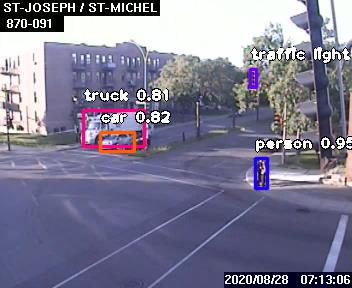 ST-JOSEPH / ST-MICHEL
870-091
traffic light
truck 0.81
car 0.82
person 0.95
2020/08/28 07:13:06